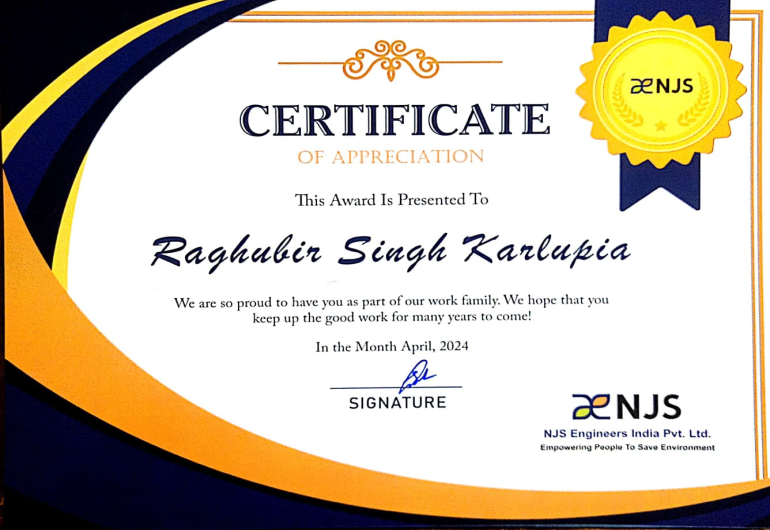 CERTIFICATE
OF APPRECIATION
NJS
This Award Is Presented To
Raghubir Singh Karlupia
We are so proud to have you as part of our work family. We hope that you
keep up the good work for many years to come!
In the Month April, 2024
SIGNATURE
NJS
NJS Engineers India Pvt. Ltd.
Empowering People To Save Environment